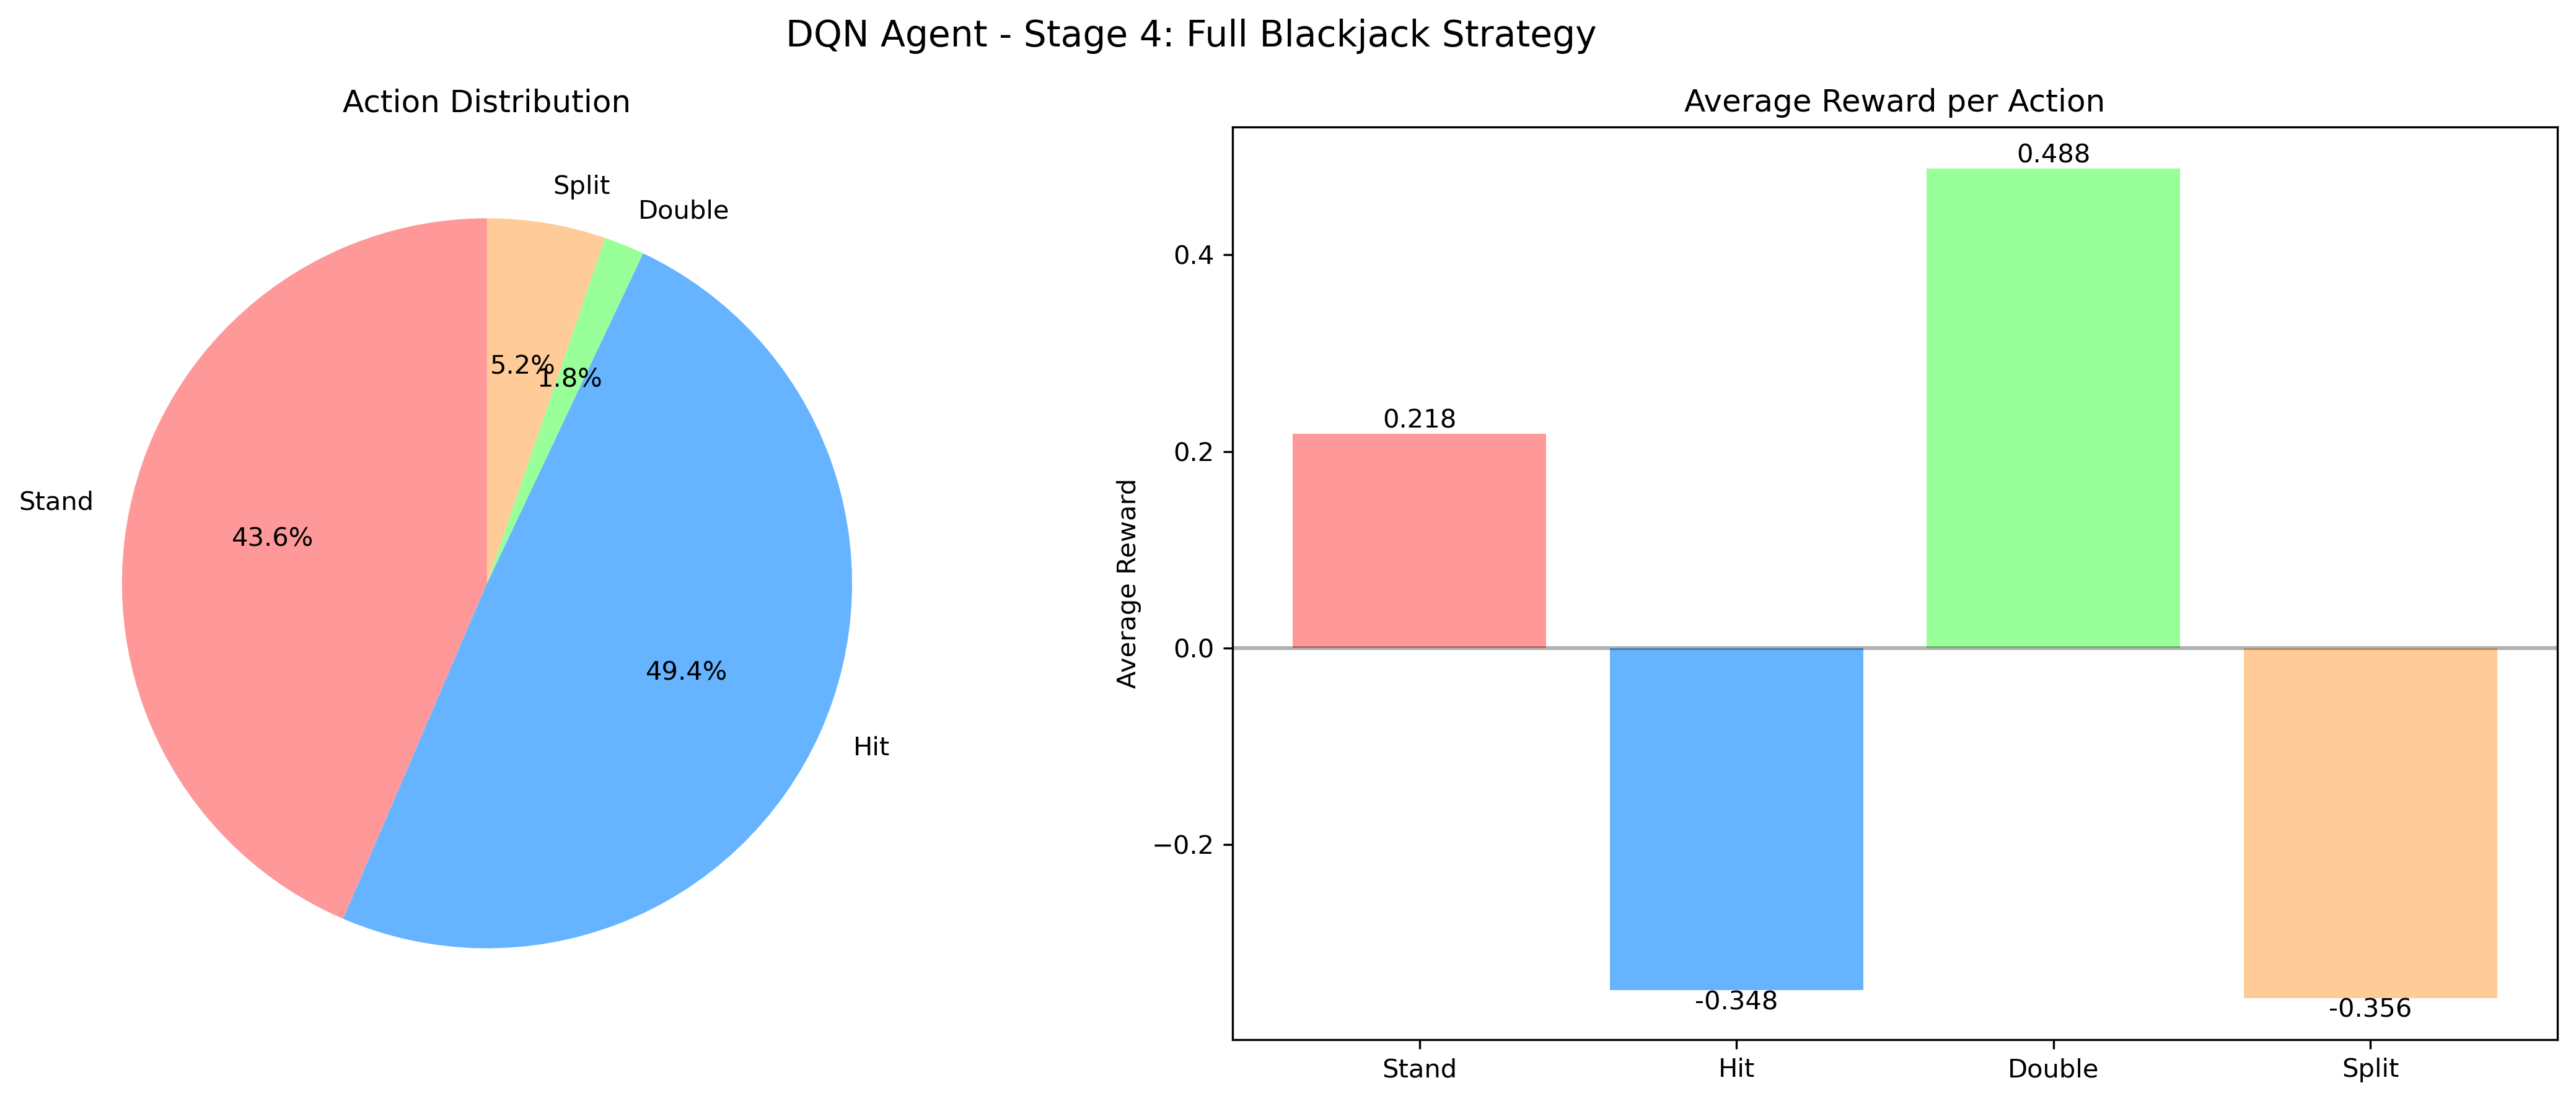 DQN Agent - Stage 4: Full Blackjack Strategy
Action Distribution
Split
Double
5.2%
1.8%
Stand
43.6%
49.4%
Hit
Average Reward per Action
Average Reward
0.4
0.2
0.0
−0.2
0.218
-0.348
0.488
-0.356
Stand
Hit
Double
Split